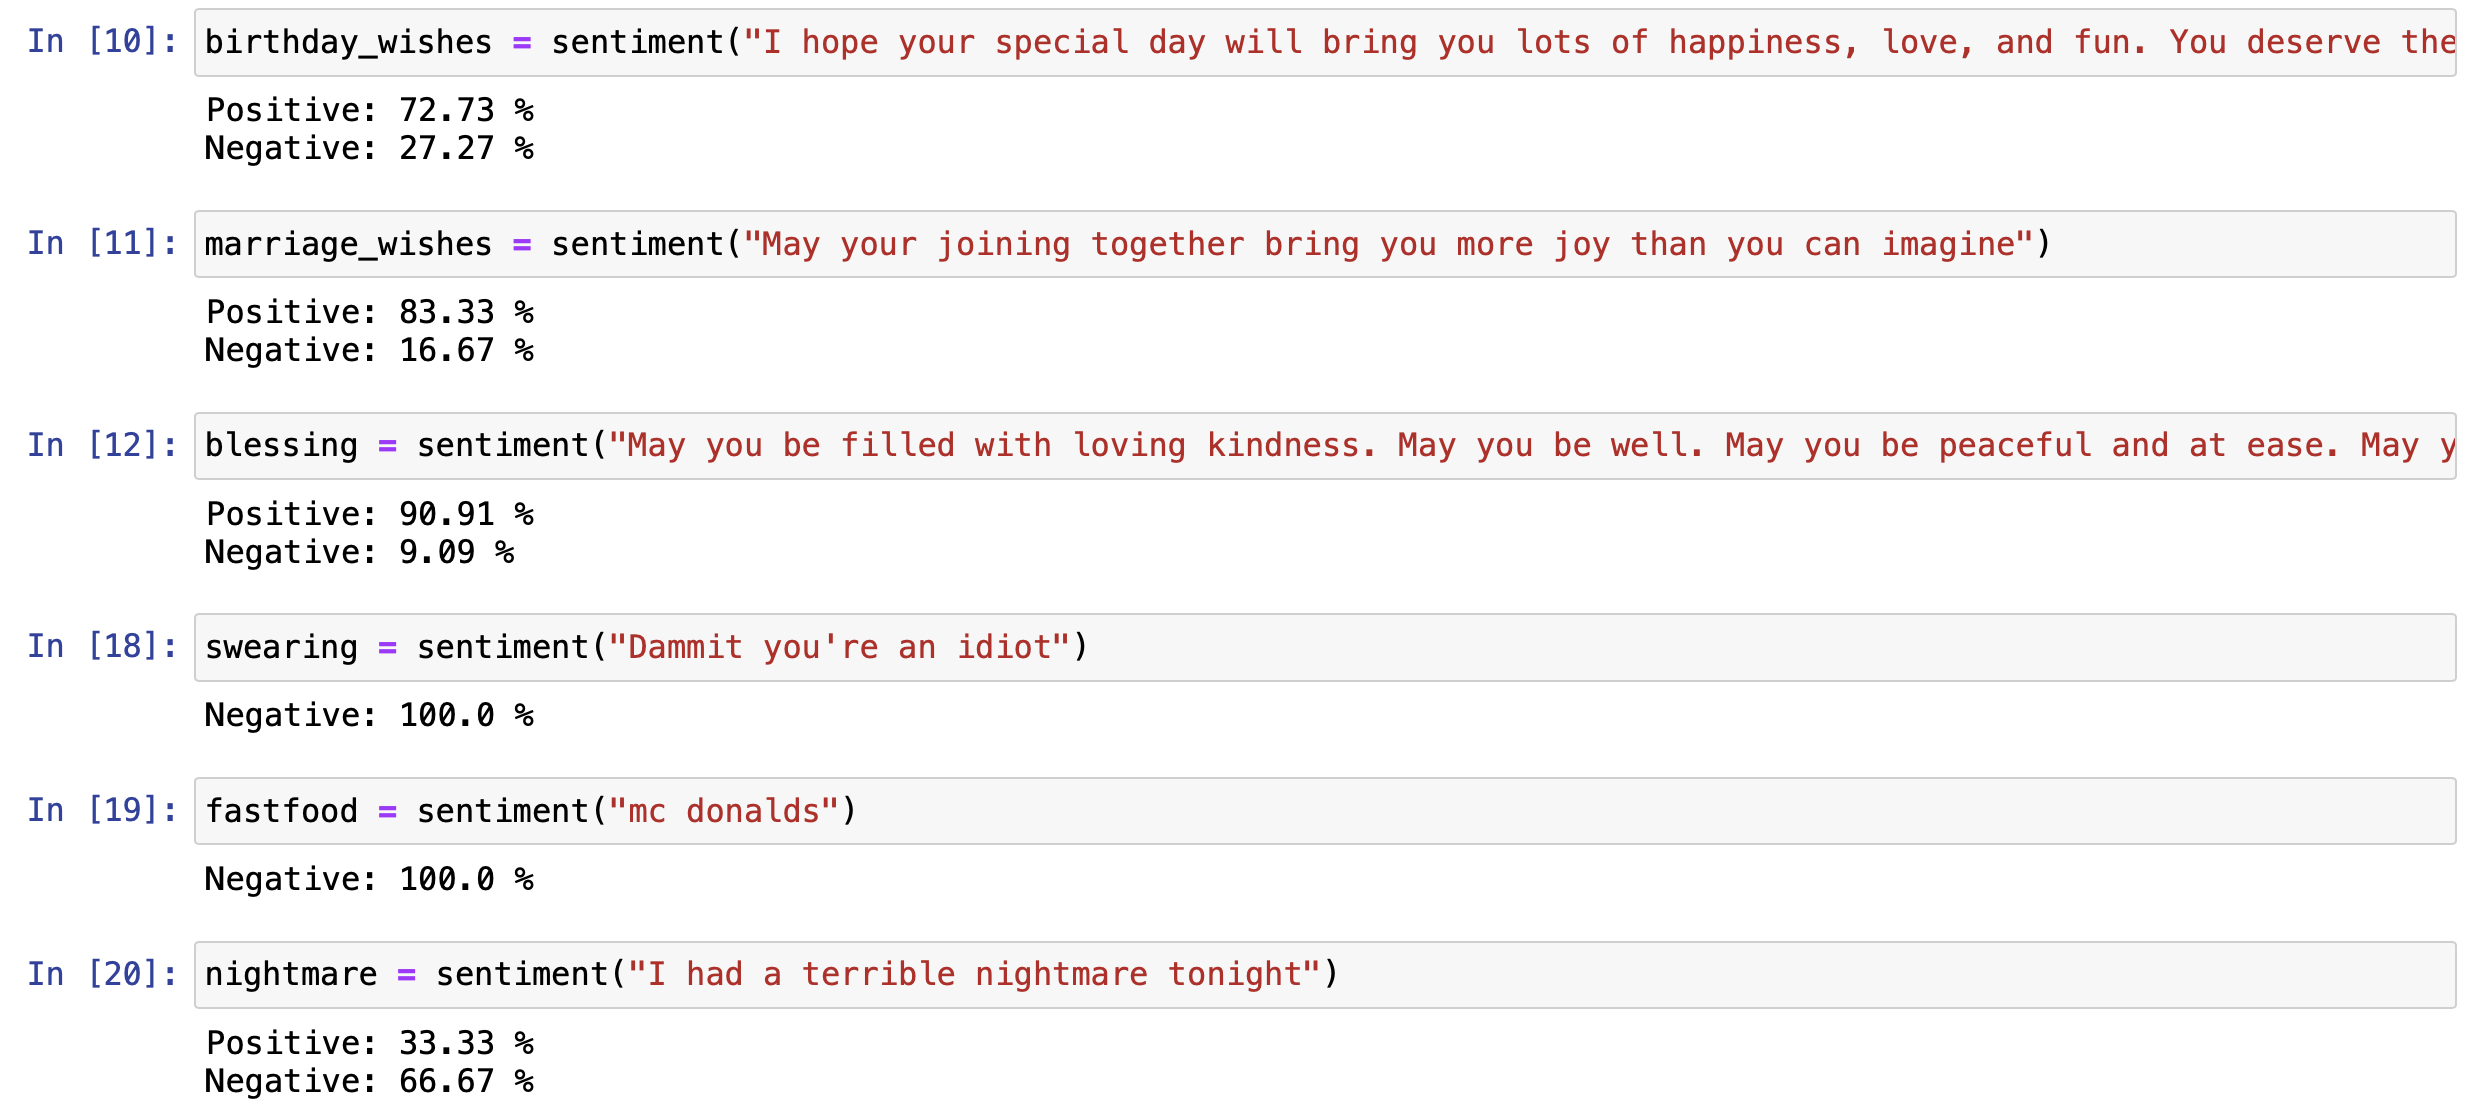 In [10]: birthday_wishes = sentiment("I hope your special day will bring you lots of happiness, love, and fun. You deserve the
Positive: 72.73 %
Negative: 27.27 %
In [11]: marriage_wishes = sentiment("May your joining together bring you more joy than you can imagine")
Positive: 83.33 %
Negative: 16.67 %
In [12]: blessing = sentiment("May you be filled with loving kindness. May you be well. May you be peaceful and at ease. May y
Positive: 90.91 %
Negative: 9.09 %
In [18]: swearing = sentiment("Dammit you're an idiot")
Negative: 100.0 %
In [19]: fastfood = sentiment("mc donalds")
Negative: 100.0 %
In [20]: nightmare = sentiment("I had a terrible nightmare tonight")
Positive: 33.33 %
Negative: 66.67 %